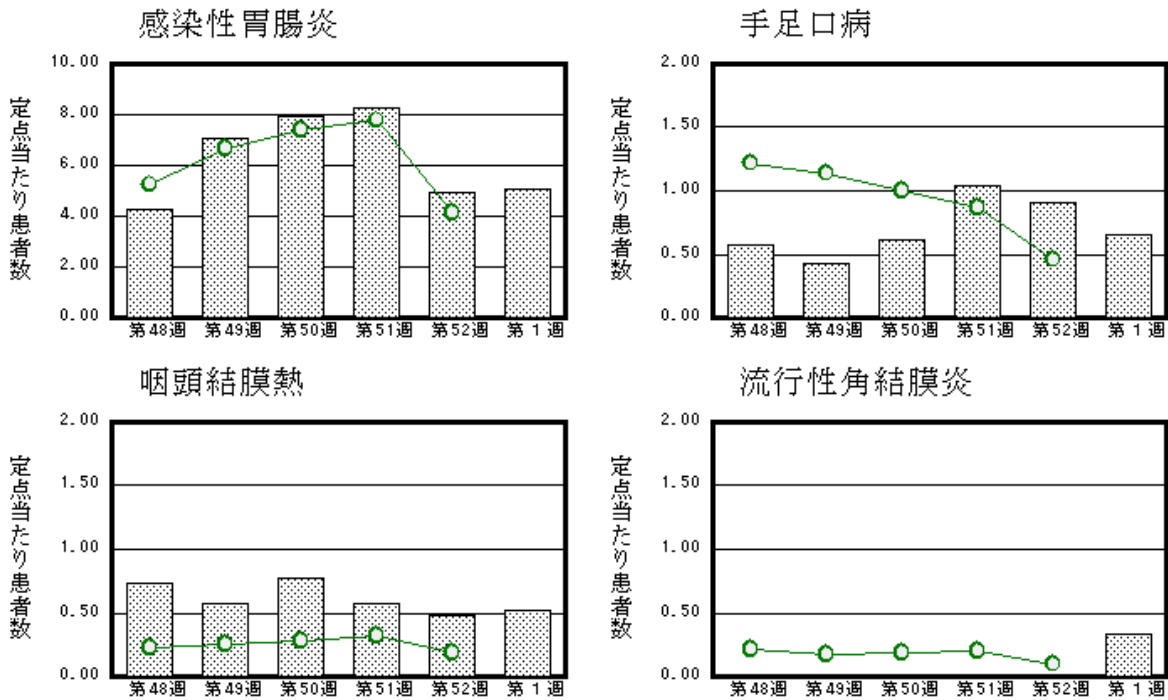 感染性胃腸炎
定点当たり患者数
10.00
8.00
6.00
4.00
2.00
0.00
第48週 第49週 第50週 第51週 第52週 第 1 週
手足口病
定点当たり患者数
2.00
1.50
1.00
0.50
0.00
第48週 第49週 第50週 第51週 第52週 第 1 週
咽頭結膜熱
定点当たり患者数
2.00
1.50
1.00
0.50
0.00
第48週 第49週 第50週 第51週 第52週 第 1 週
流行性角結膜炎
定点当たり患者数
2.00
1.50
1.00
0.50
0.00
第48週 第49週 第50週 第51週 第52週 第 1 週